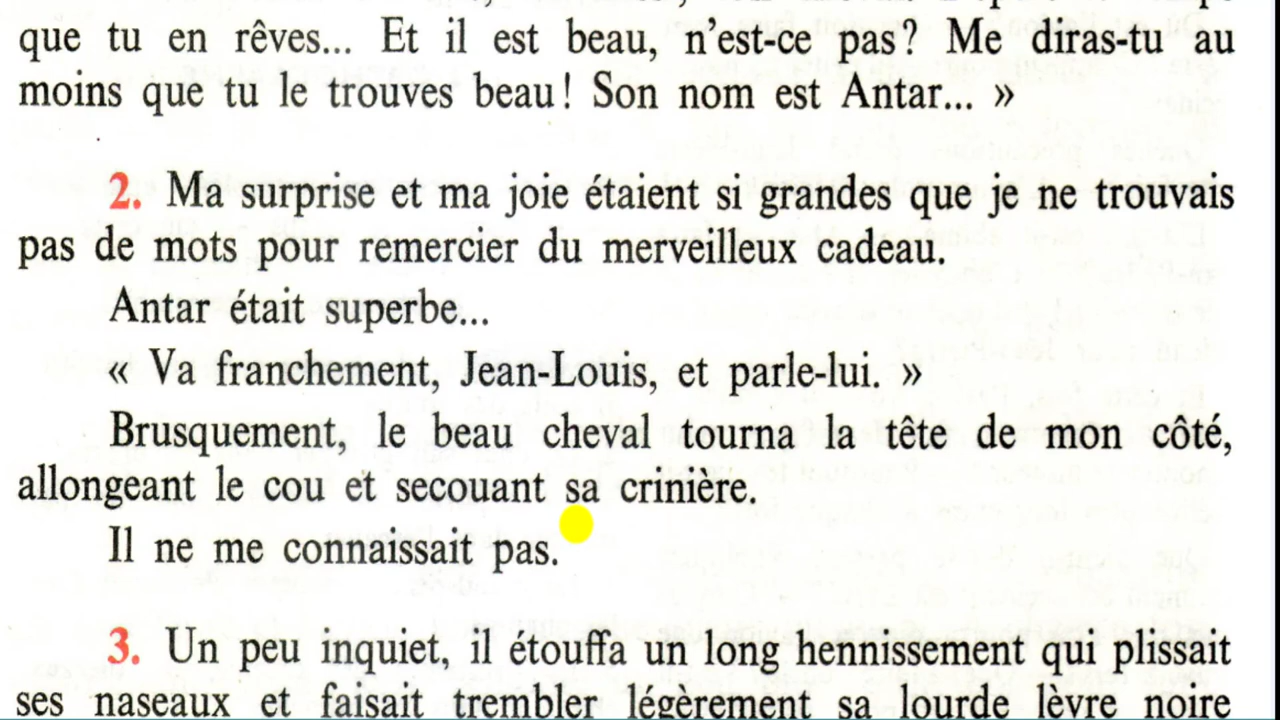 que tu en rêves... Et il est beau, n'est-ce pas? Me diras-tu au
moins que tu le trouves beau! Son nom est Antar... »
2. Ma surprise et ma joie étaient si grandes que je ne trouvais
pas de mots pour remercier du merveilleux cadeau.
Antar était superbe...
« Va franchement, Jean-Louis, et parle-lui. »
Brusquement, le beau cheval tourna la tête de mon côté,
allongeant le cou et secouant sa crinière.
Il ne me connaissait pas.
3. Un peu inquiet, il étouffa un long hennissement qui plissait
ses naseaux et faisait trembler légèrement sa lourde lèvre noire